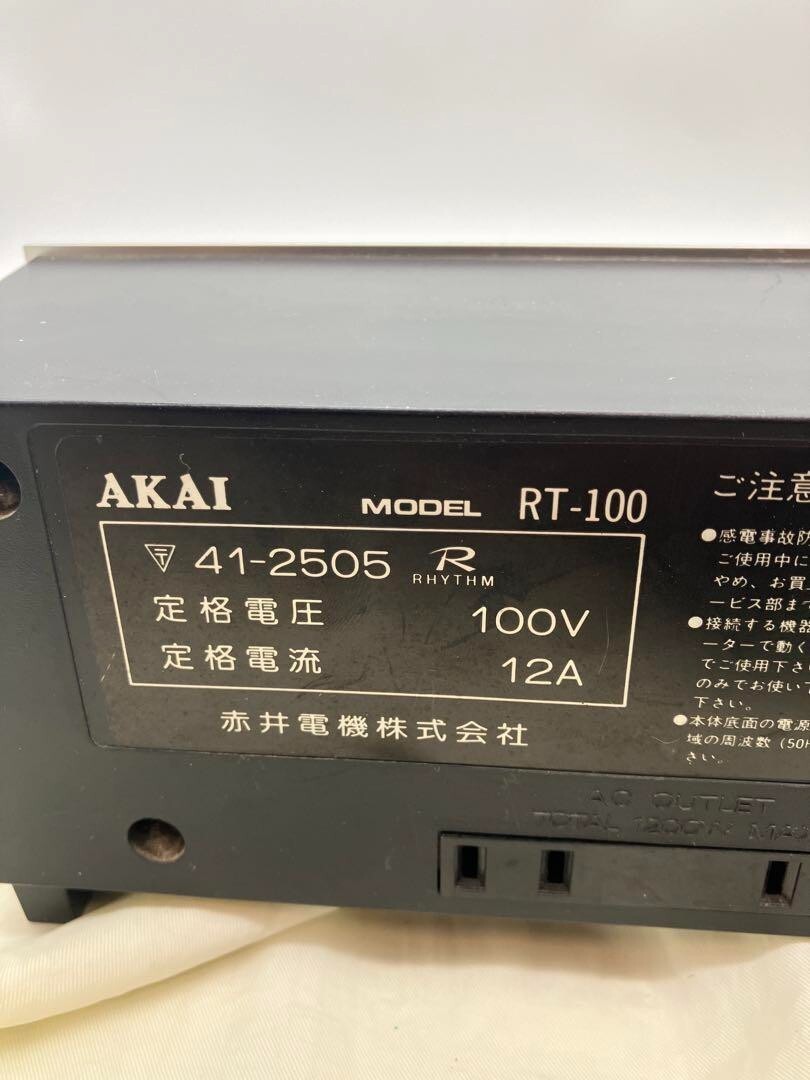 AKAI MODEL RT-100
〒 41-2505 R RHYTHM
定格電圧 100V
定格電流 12A
赤井電機株式会社
ご注意
●感電事故防
ご使用中に
やめ、お買
ービス部ま
●接続する機器
ーターで動く
でご使用下さ
のみでお使い
下さい。
●本体底面の電源
域の周波数(50H
さい。
AC OUTLET
TOTAL 1200W MAX